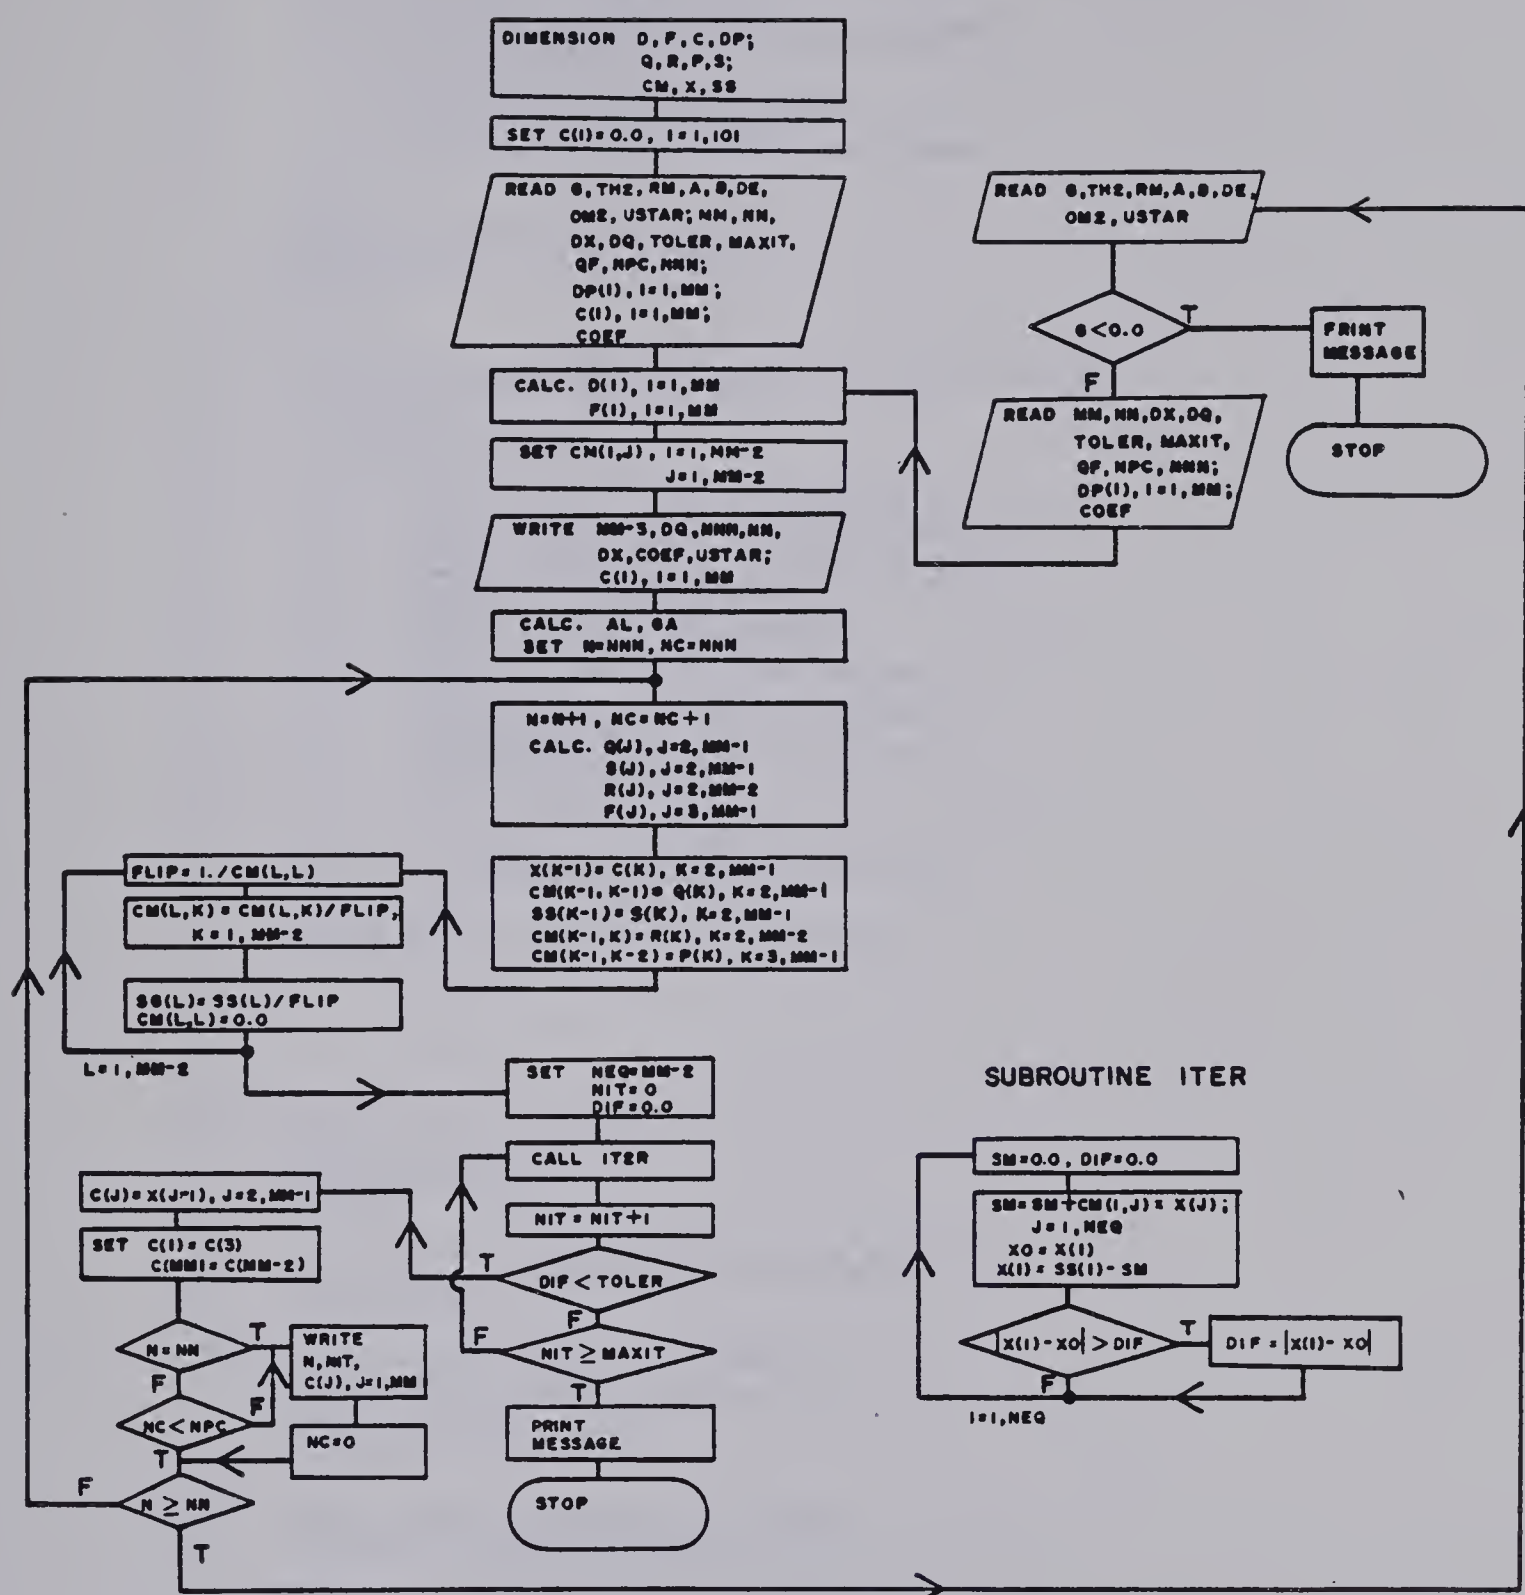 DIMENSION D, F, C, DP;
Q, R, P, S;
CM, X, SS
SET C(I)=0.0, I=1,101
READ G, TH2, RM, A, B, DE,
OM2, USTAR; MM, NN,
DX, DQ, TOLER, MAXIT,
QF, NPC, NNN;
DP(I), I=1, MM;
C(I), I=1, MM;
COEF
CALC. D(I), I=1, MM
F(I), I=1, MM
SET CM(I,J), I=1, MM-2
J=1, MM-2
WRITE MM-3, DQ, NNN, NN,
DX, COEF, USTAR;
C(I), I=1, MM
CALC. AL, GA
SET N=NNN, NC=NNN
N=N+1, NC=NC+1
CALC. Q(J), J=2, MM-1
S(J), J=2, MM-1
R(J), J=2, MM-2
P(J), J=3, MM-1
X(K-1)= C(K), K=2, MM-1
CM(K-1, K-1)= Q(K), K=2, MM-1
SS(K-1)= S(K), K=2, MM-1
CM(K-1, K)= R(K), K=2, MM-2
CM(K-1, K-2)= P(K), K=3, MM-1
FLIP= 1. /CM(L,L)
CM(L,K)= CM(L,K)/FLIP,
K=1, MM-2
SS(L)= SS(L)/FLIP
CM(L,L)=0.0
L=1, MM-2
SET NEQ=MM-2
NIT=0
DIF=0.0
CALL ITER
NIT = NIT+1
DIF < TOLER
T
F
NIT ≥ MAXIT
F
T
PRINT
MESSAGE
STOP
C(J)= X(J-1), J=2, MM-1
SET C(1)= C(3)
C(MM)= C(MM-2)
N = NN
T
F
WRITE
N, NIT,
C(J), J=1, MM
NC < NPC
F
T
NC=0
N ≥ NN
F
T
READ G, TH2, RM, A, B, DE,
OM2, USTAR
G < 0.0
T
F
PRINT
MESSAGE
STOP
READ MM, NN, DX, DQ,
TOLER, MAXIT,
QF, NPC, NNN;
DP(I), I=1, MM;
COEF
SUBROUTINE ITER
SM=0.0, DIF=0.0
SM= SM+CM(I,J)× X(J);
J=1, NEQ
XO = X(I)
X(I)= SS(I)- SM
|X(I)- XO| > DIF
T
F
DIF = |X(I)- XO|
I=1, NEQ